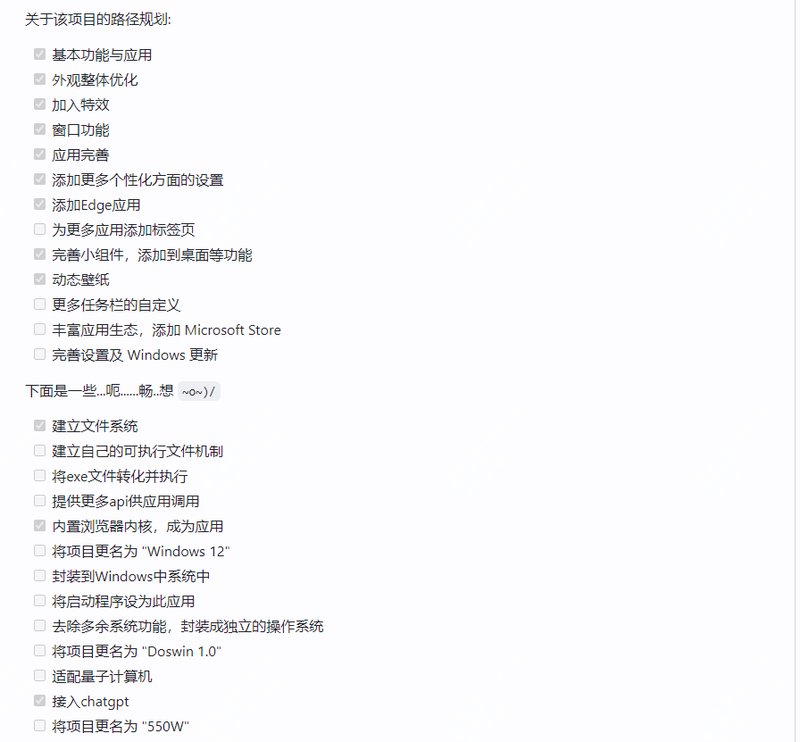 关于该项目的路径规划:
基本功能与应用
外观整体优化
加入特效
窗口功能
应用完善
添加更多个性化方面的设置
添加Edge应用
为更多应用添加标签页
完善小组件，添加到桌面等功能
动态壁纸
更多任务栏的自定义
丰富应用生态，添加 Microsoft Store
完善设置及 Windows 更新
下面是一些...呃......畅..想 ~o~)/
建立文件系统
建立自己的可执行文件机制
将exe文件转化并执行
提供更多api供应用调用
内置浏览器内核，成为应用
将项目更名为 "Windows 12"
封装到Windows中系统中
将启动程序设为此应用
去除多余系统功能，封装成独立的操作系统
将项目更名为 "Doswin 1.0"
适配量子计算机
接入chatgpt
将项目更名为 "550W"